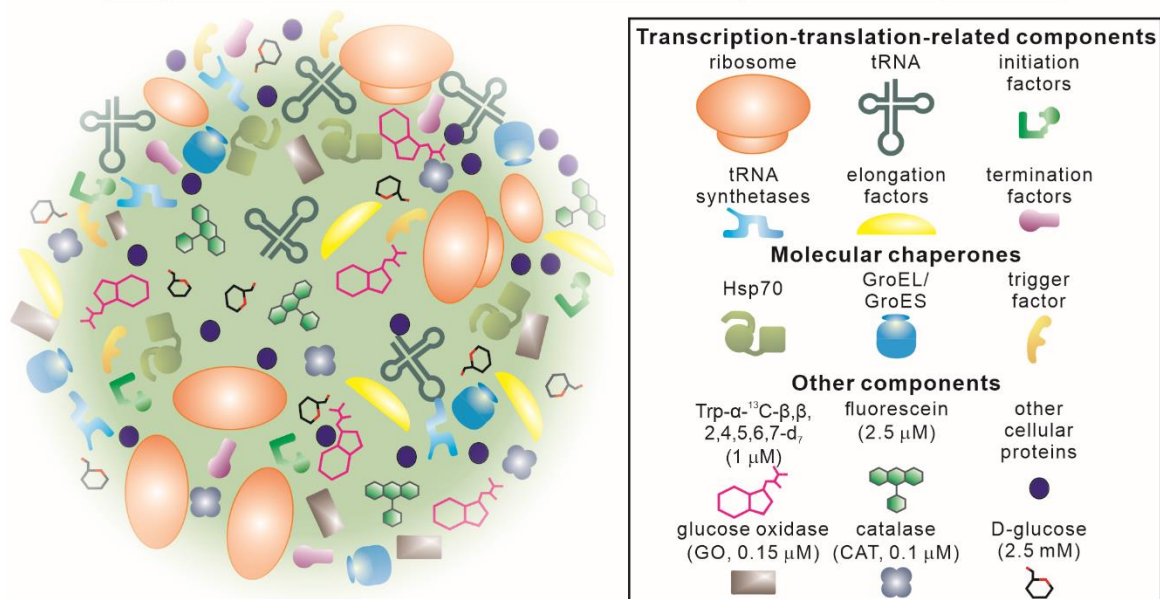 Transcription-translation-related components
ribosome tRNA initiation
factors
tRNA
synthetases elongation
factors termination
factors
Molecular chaperones
Hsp70 GroEL/
GroES trigger
factor
Other components
Trp-α-¹³C-β,β,
2,4,5,6,7-d₇
(1 μM)
fluorescein
(2.5 μM)
other
cellular
proteins
glucose oxidase
(GO, 0.15 μM)
catalase
(CAT, 0.1 μM)
D-glucose
(2.5 mM)